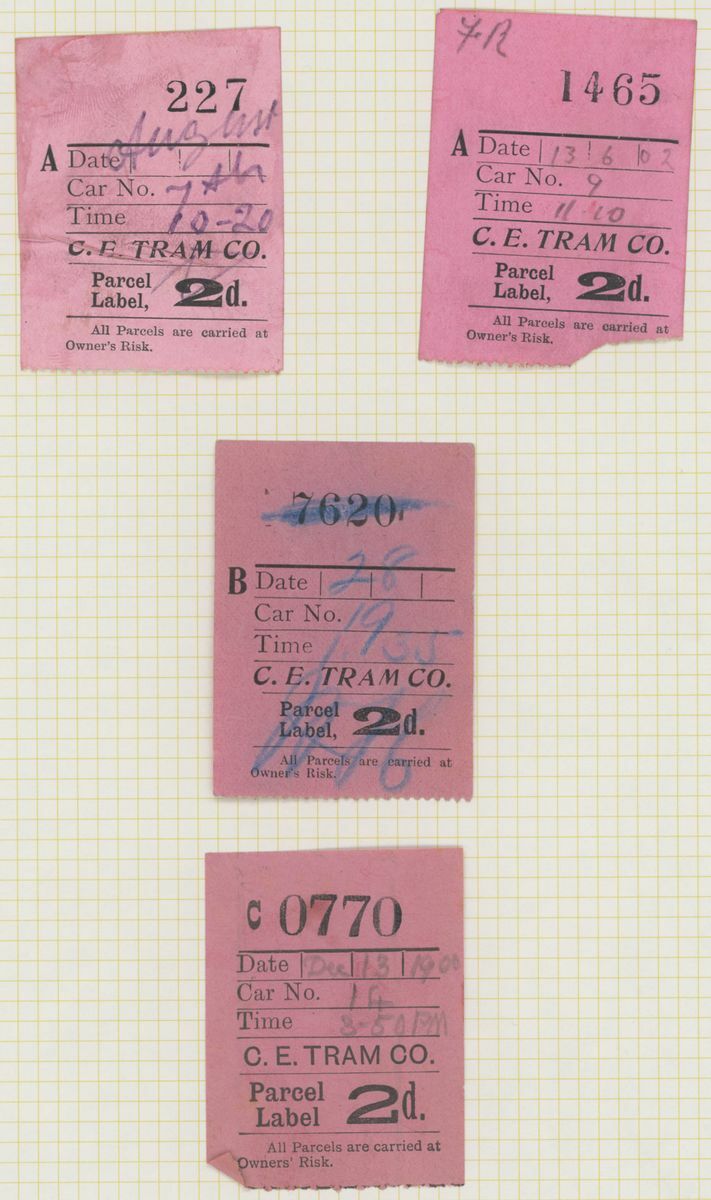 227
August
A Date
Car No. 7th
Time 10-20
C. E. TRAM CO.
Parcel
Label, 2d.
All Parcels are carried at
Owner's Risk.
1465
A Date 13 6 02
Car No. 9
Time 11.10
C. E. TRAM CO.
Parcel
Label, 2d.
All Parcels are carried at
Owner's Risk.
7620
B Date 28
Car No. 19
Time
C. E. TRAM CO.
Parcel
Label, 2d.
All Parcels are carried at
Owner's Risk.
C 0770
Date Dec 13 1900
Car No. 14
Time 3-50 PM
C. E. TRAM CO.
Parcel
Label 2d.
All Parcels are carried at
Owners' Risk.